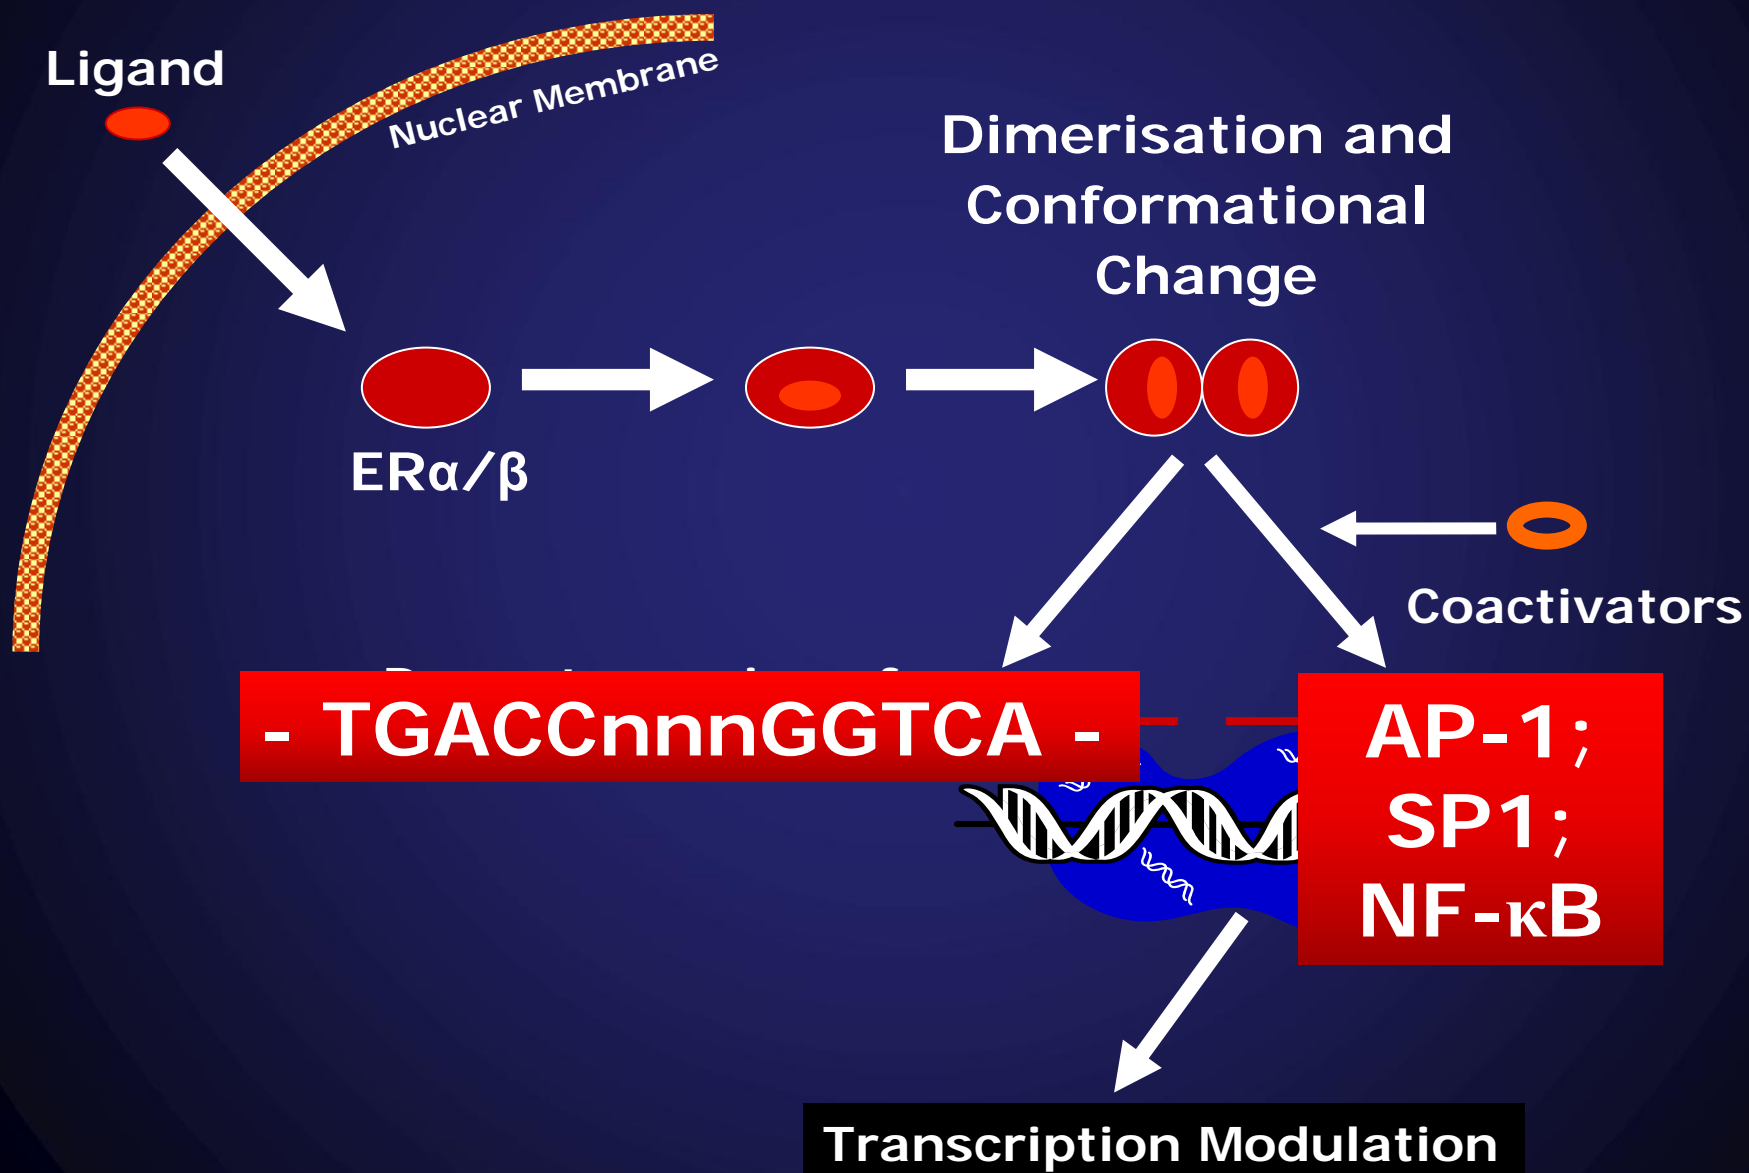 Ligand
Nuclear Membrane
Dimerisation and
Conformational
Change
ERα/β
Coactivators
- TGACCnnnGGTCA -
AP-1;
SP1;
NF-κB
Transcription Modulation